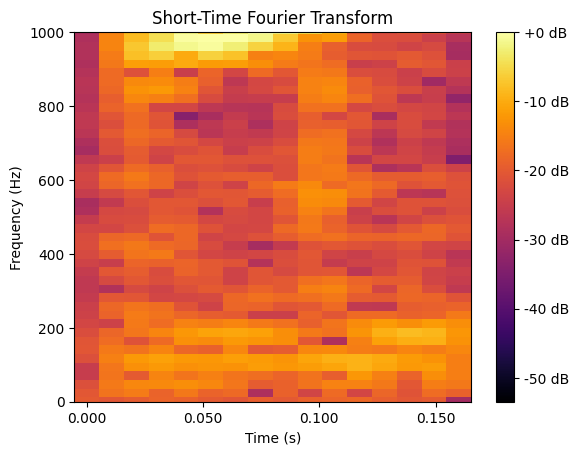 Short-Time Fourier Transform
1000
800
600
400
200
0
Frequency (Hz)
0.000
0.050
0.100
0.150
Time (s)
+0 dB
-10 dB
-20 dB
-30 dB
-40 dB
-50 dB